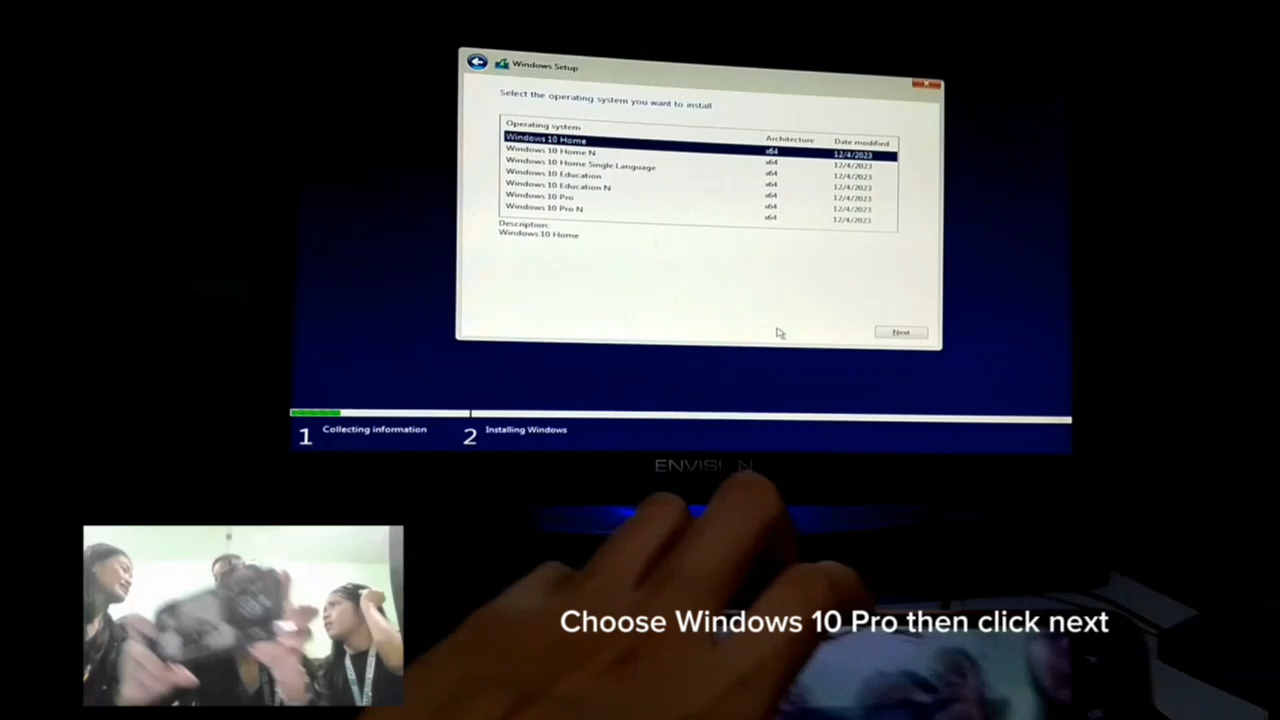 Windows Setup
Select the operating system you want to install
Operating system Architecture Date modified
Windows 10 Home x64 12/4/2023
Windows 10 Home N x64 12/4/2023
Windows 10 Home Single Language x64 12/4/2023
Windows 10 Education x64 12/4/2023
Windows 10 Education N x64 12/4/2023
Windows 10 Pro x64 12/4/2023
Windows 10 Pro N x64 12/4/2023
Description:
Windows 10 Home
Next
1 Collecting information 2 Installing Windows
ENVISI N
Choose Windows 10 Pro then click next